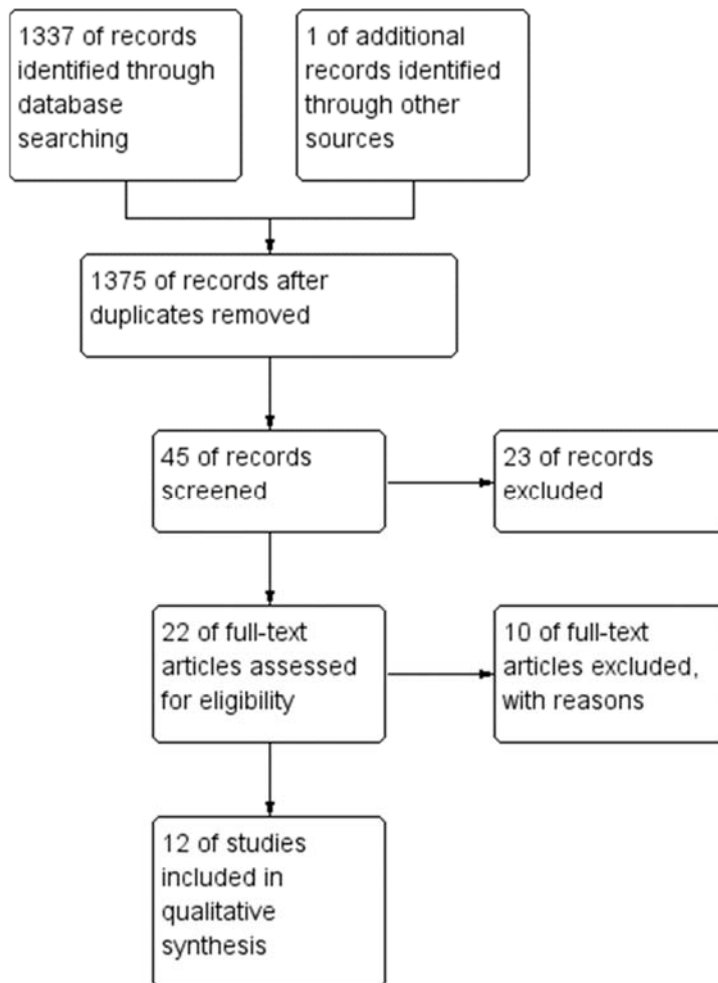 1337 of records
identified through
database
searching
1 of additional
records identified
through other
sources
1375 of records after
duplicates removed
45 of records
screened
23 of records
excluded
22 of full-text
articles assessed
for eligibility
10 of full-text
articles excluded,
with reasons
12 of studies
included in
qualitative
synthesis